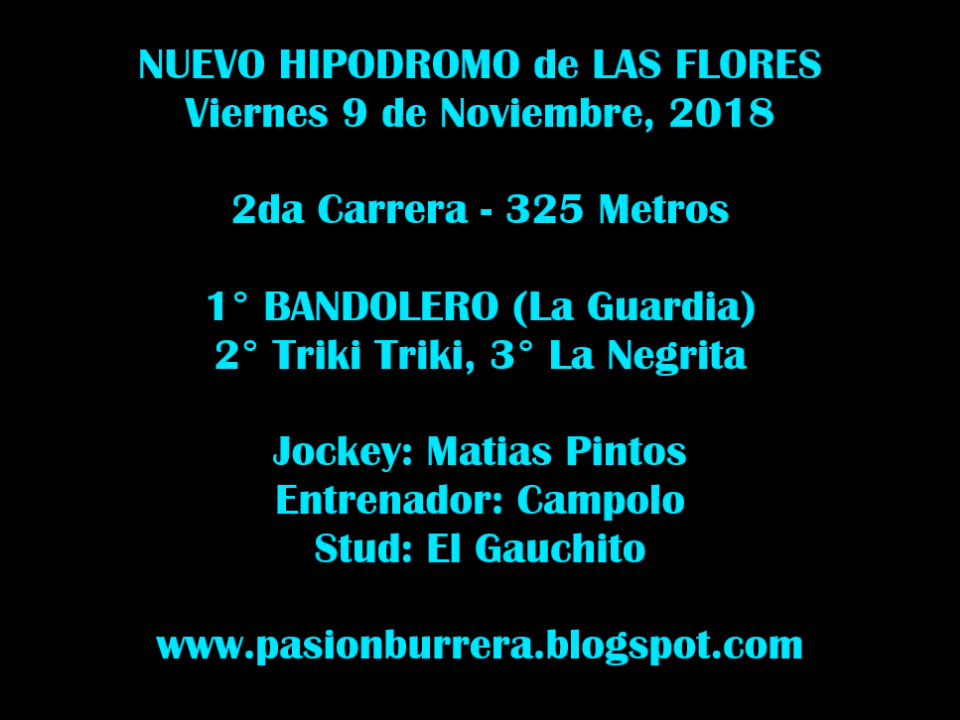 NUEVO HIPODROMO de LAS FLORES
Viernes 9 de Noviembre, 2018
2da Carrera - 325 Metros
1° BANDOLERO (La Guardia)
2° Triki Triki, 3° La Negrita
Jockey: Matias Pintos
Entrenador: Campolo
Stud: El Gauchito
www.pasionburrera.blogspot.com